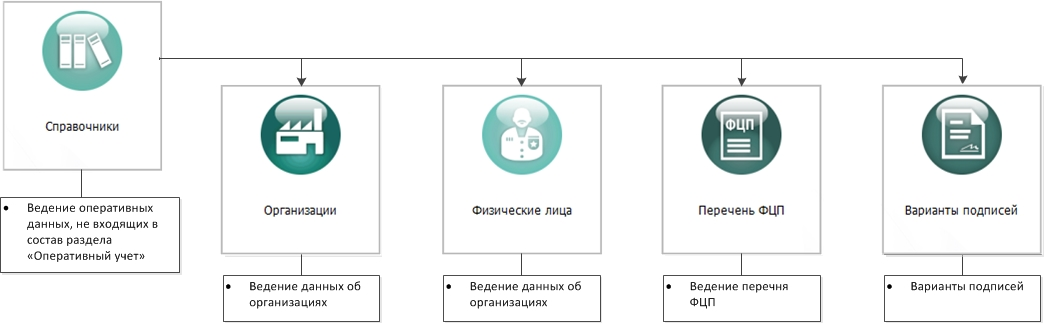 Справочники
• Ведение оперативных
данных, не входящих в
состав раздела
«Оперативный учет»
Организации
• Ведение данных об
организациях
Физические лица
• Ведение данных об
организациях
ФЦП
Перечень ФЦП
• Ведение перечня
ФЦП
Варианты подписей
• Варианты подписей